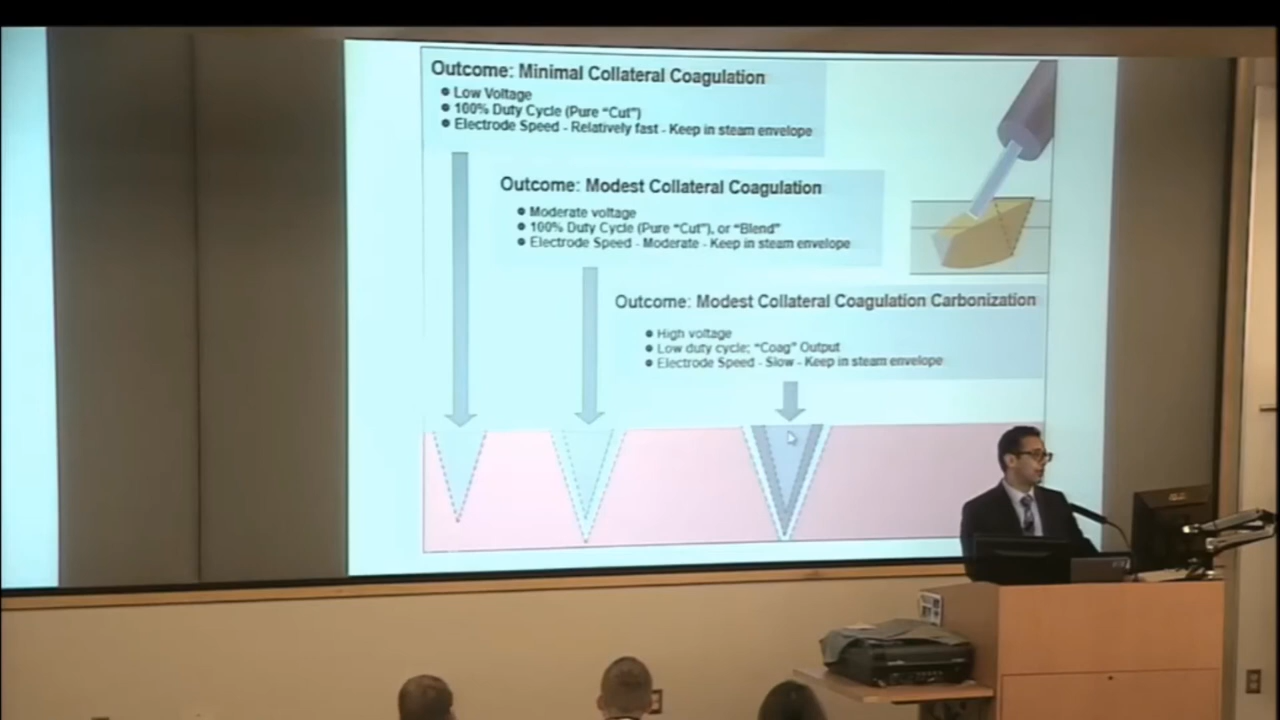 Outcome: Minimal Collateral Coagulation
● Low Voltage
● 100% Duty Cycle (Pure "Cut")
● Electrode Speed - Relatively fast - Keep in steam envelope
Outcome: Modest Collateral Coagulation
● Moderate voltage
● 100% Duty Cycle (Pure "Cut"), or "Blend"
● Electrode Speed - Moderate - Keep in steam envelope
Outcome: Modest Collateral Coagulation Carbonization
● High voltage
● Low duty cycle; "Coag" Output
● Electrode Speed - Slow - Keep in steam envelope